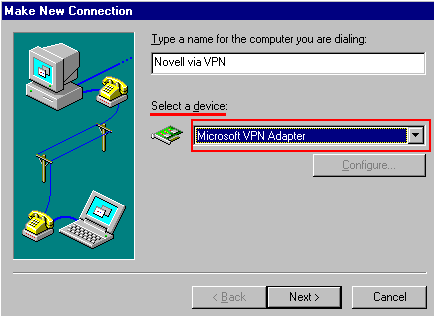 Make New Connection
Type a name for the computer you are dialing:
Novell via VPN
Select a device:
Microsoft VPN Adapter
Configure...
< Back
Next >
Cancel